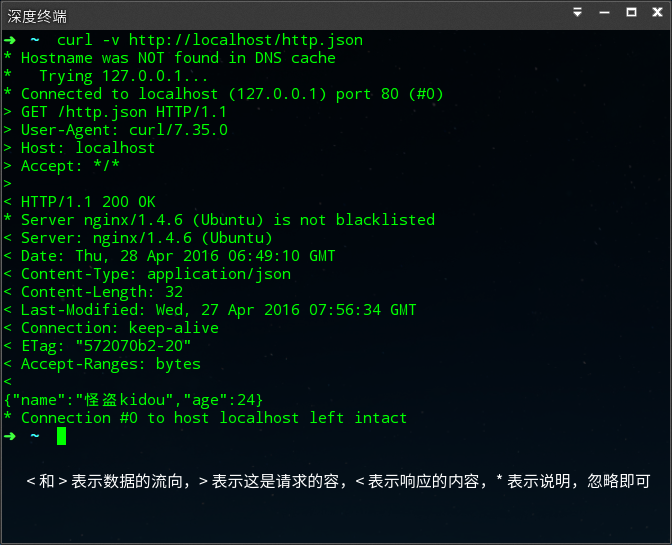 深度终端
➜  ~  curl -v http://localhost/http.json
* Hostname was NOT found in DNS cache
*   Trying 127.0.0.1...
* Connected to localhost (127.0.0.1) port 80 (#0)
> GET /http.json HTTP/1.1
> User-Agent: curl/7.35.0
> Host: localhost
> Accept: */*
>
< HTTP/1.1 200 OK
* Server nginx/1.4.6 (Ubuntu) is not blacklisted
< Server: nginx/1.4.6 (Ubuntu)
< Date: Thu, 28 Apr 2016 06:49:10 GMT
< Content-Type: application/json
< Content-Length: 32
< Last-Modified: Wed, 27 Apr 2016 07:56:34 GMT
< Connection: keep-alive
< ETag: "572070b2-20"
< Accept-Ranges: bytes
<
{"name":"怪盗kidou","age":24}
* Connection #0 to host localhost left intact
➜  ~
< 和 > 表示数据的流向，> 表示这是请求的容，< 表示响应的内容，* 表示说明，忽略即可